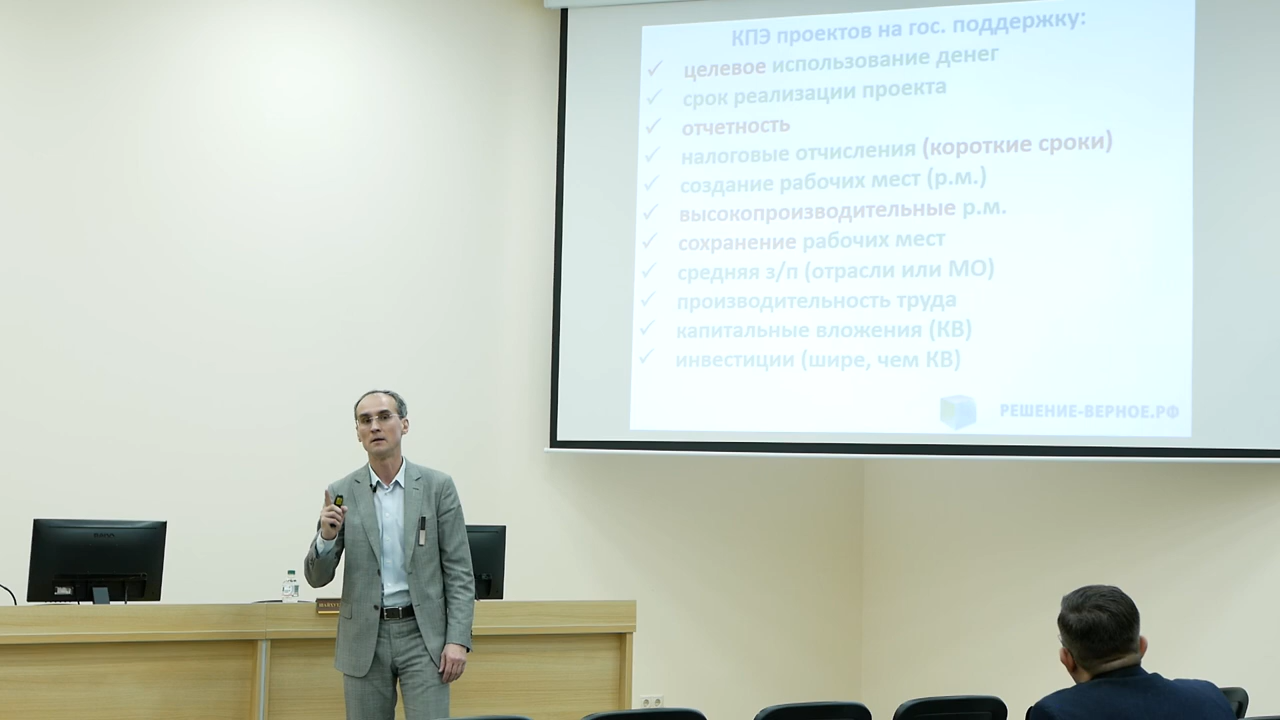 КПЭ проектов на гос. поддержку:
✓ целевое использование денег
✓ срок реализации проекта
✓ отчетность
✓ налоговые отчисления (короткие сроки)
✓ создание рабочих мест (р.м.)
✓ высокопроизводительные р.м.
✓ сохранение рабочих мест
✓ средняя з/п (отрасли или МО)
✓ производительность труда
✓ капитальные вложения (КВ)
✓ инвестиции (шире, чем КВ)
РЕШЕНИЕ-ВЕРНОЕ.РФ